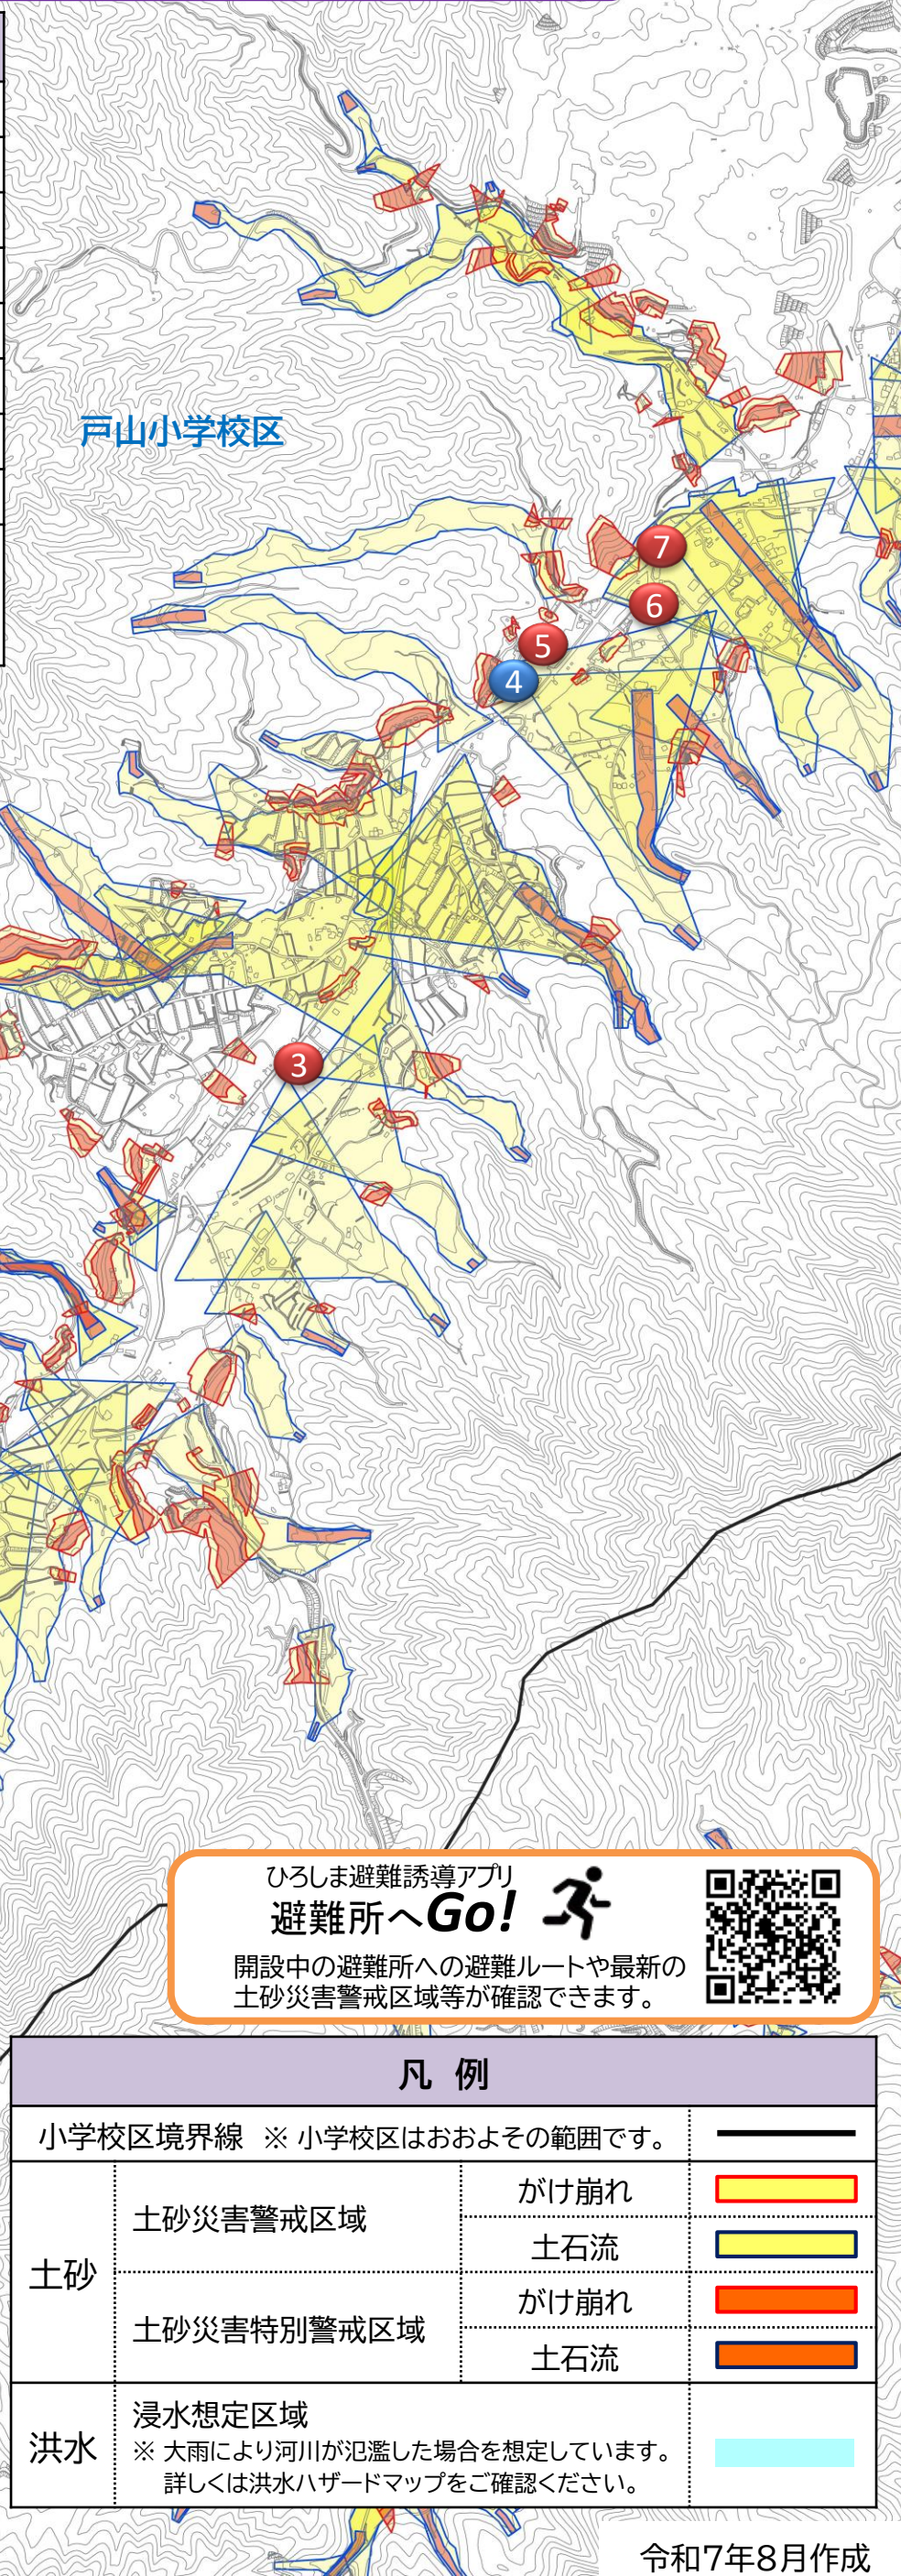 戸山小学校区
7
6
5
4
3
ひろしま避難誘導アプリ
避難所へGo!
開設中の避難所への避難ルートや最新の
土砂災害警戒区域等が確認できます。
凡 例
小学校区境界線 ※ 小学校区はおおよその範囲です。
土砂
土砂災害警戒区域
がけ崩れ
土石流
土砂災害特別警戒区域
がけ崩れ
土石流
洪水
浸水想定区域
※ 大雨により河川が氾濫した場合を想定しています。
詳しくは洪水ハザードマップをご確認ください。
令和7年8月作成